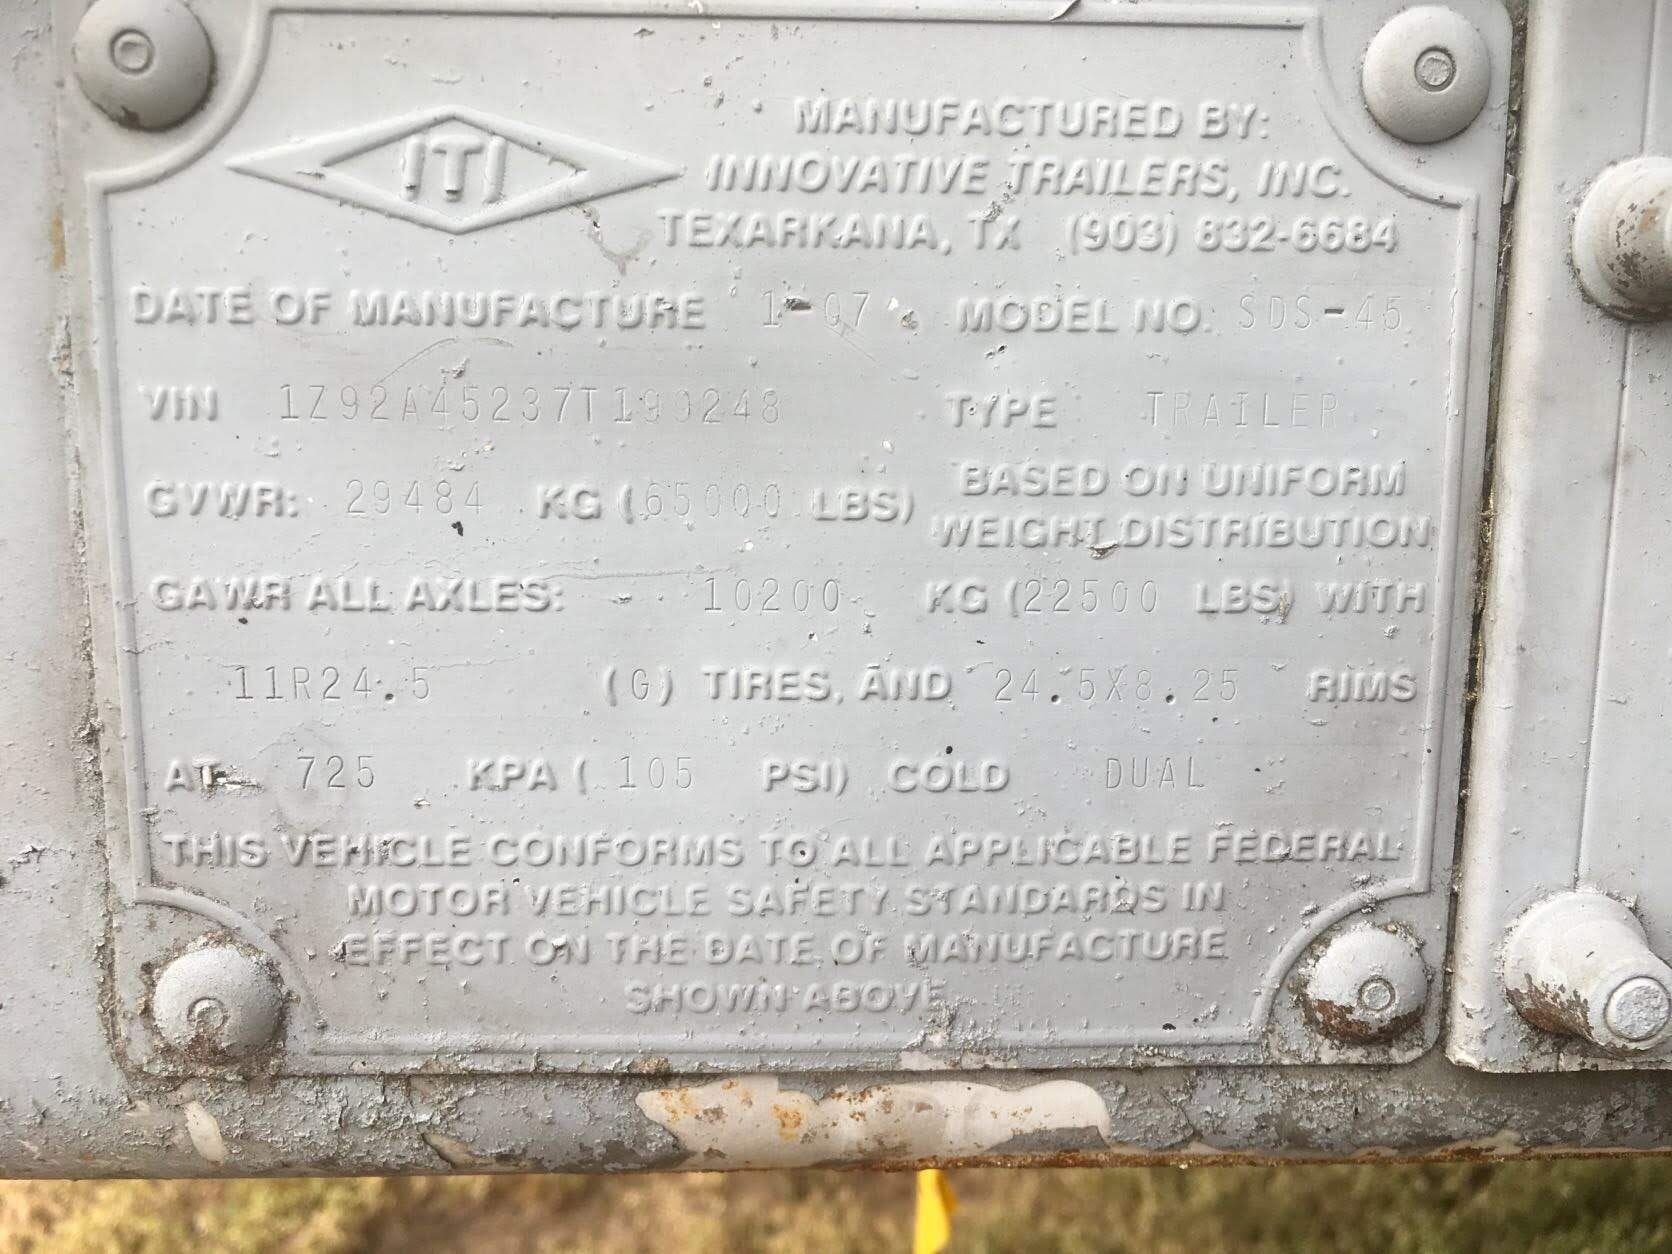 ITI
MANUFACTURED BY:
INNOVATIVE TRAILERS, INC.
TEXARKANA, TX (903) 832-6684
DATE OF MANUFACTURE 1-07 MODEL NO. SDS-45
VIN 1Z92A45237T199248 TYPE TRAILER
GVWR: 29484 KG (65000 LBS) BASED ON UNIFORM
WEIGHT DISTRIBUTION
GAWR ALL AXLES: 10200 KG (22500 LBS) WITH
11R24.5 (G) TIRES, AND 24.5X8.25 RIMS
AT 725 KPA (105 PSI) COLD DUAL
THIS VEHICLE CONFORMS TO ALL APPLICABLE FEDERAL
MOTOR VEHICLE SAFETY STANDARDS IN
EFFECT ON THE DATE OF MANUFACTURE
SHOWN ABOVE